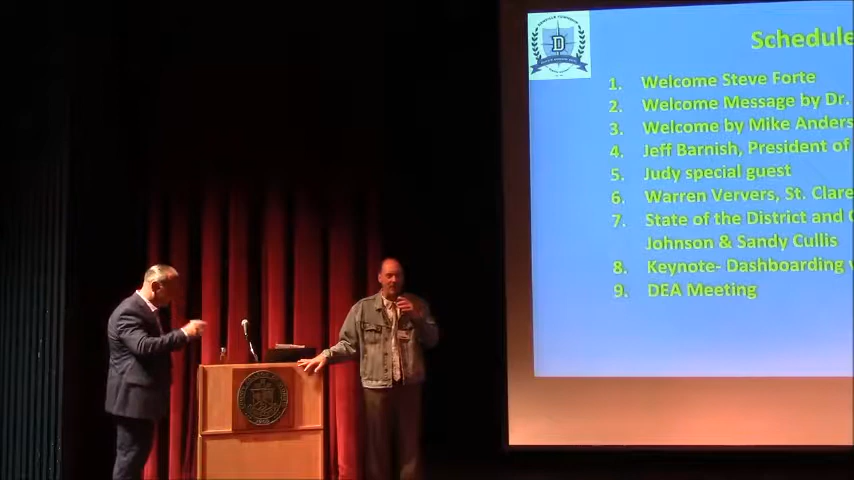 Schedule
D
1. Welcome Steve Forte
2. Welcome Message by Dr.
3. Welcome by Mike Anders
4. Jeff Barnish, President of
5. Judy special guest
6. Warren Ververs, St. Clare
7. State of the District and
Johnson & Sandy Cullis
8. Keynote- Dashboarding
9. DEA Meeting